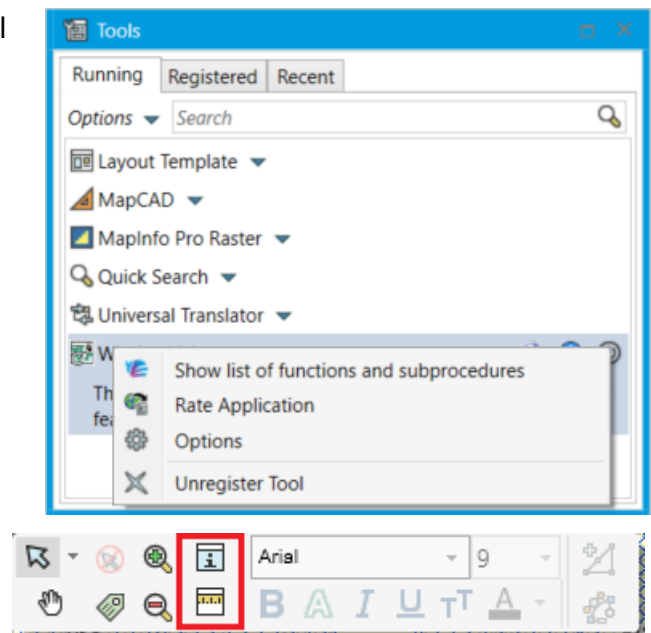 Tools
Running Registered Recent
Options Search
Layout Template
MapCAD
MapInfo Pro Raster
Quick Search
Universal Translator
Show list of functions and subprocedures
Rate Application
Options
Unregister Tool
Arial 9
B A I U TT A